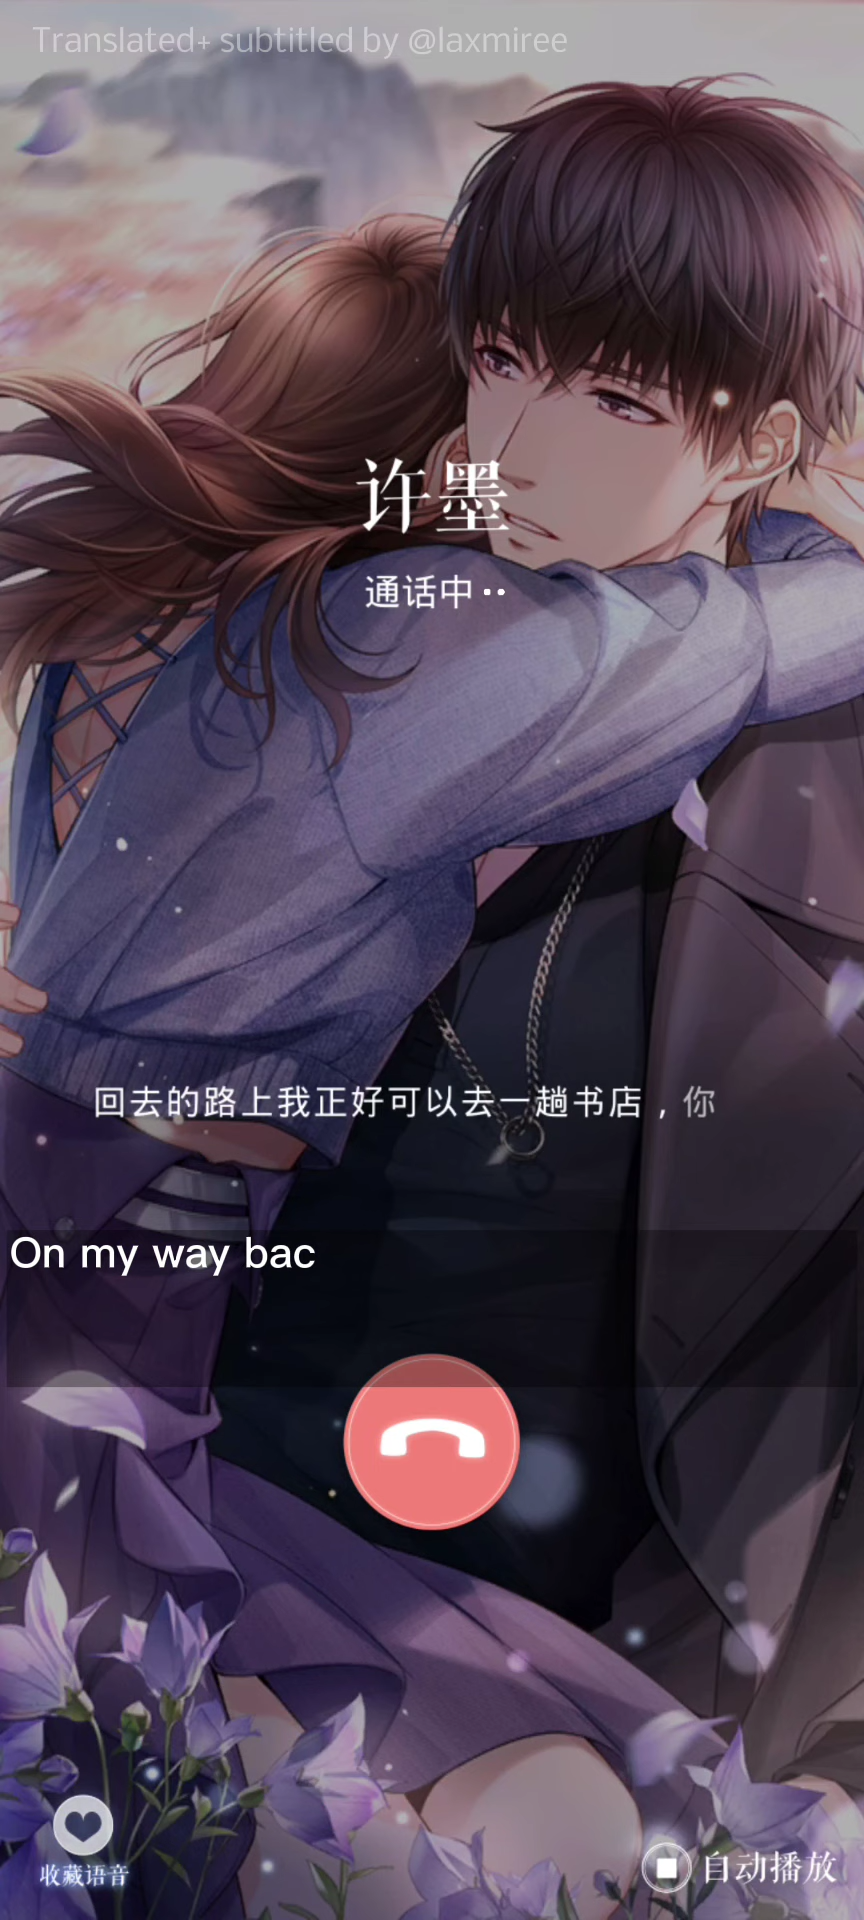 Translated+ subtitled by @laxmiree
许墨
通话中··
回去的路上我正好可以去一趟书店，你
On my way bac
收藏语音
自动播放